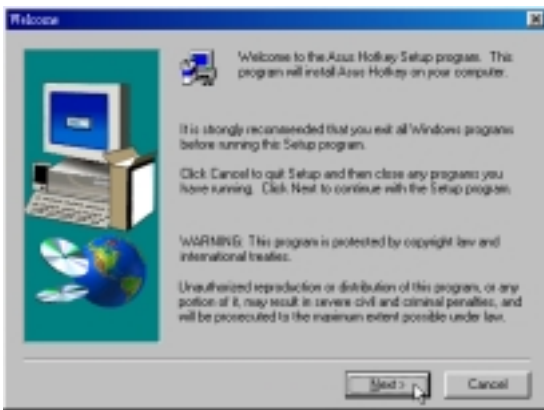 Welcome
Welcome to the Asus Hotkey Setup program. This
program will install Asus Hotkey on your computer.
It is strongly recommended that you exit all Windows programs
before running this Setup program.
Click Cancel to quit Setup and then close any programs you
have running. Click Next to continue with the Setup program.
WARNING: This program is protected by copyright law and
international treaties.
Unauthorized reproduction or distribution of this program, or any
portion of it, may result in severe civil and criminal penalties, and
will be prosecuted to the maximum extent possible under law.
Next >
Cancel